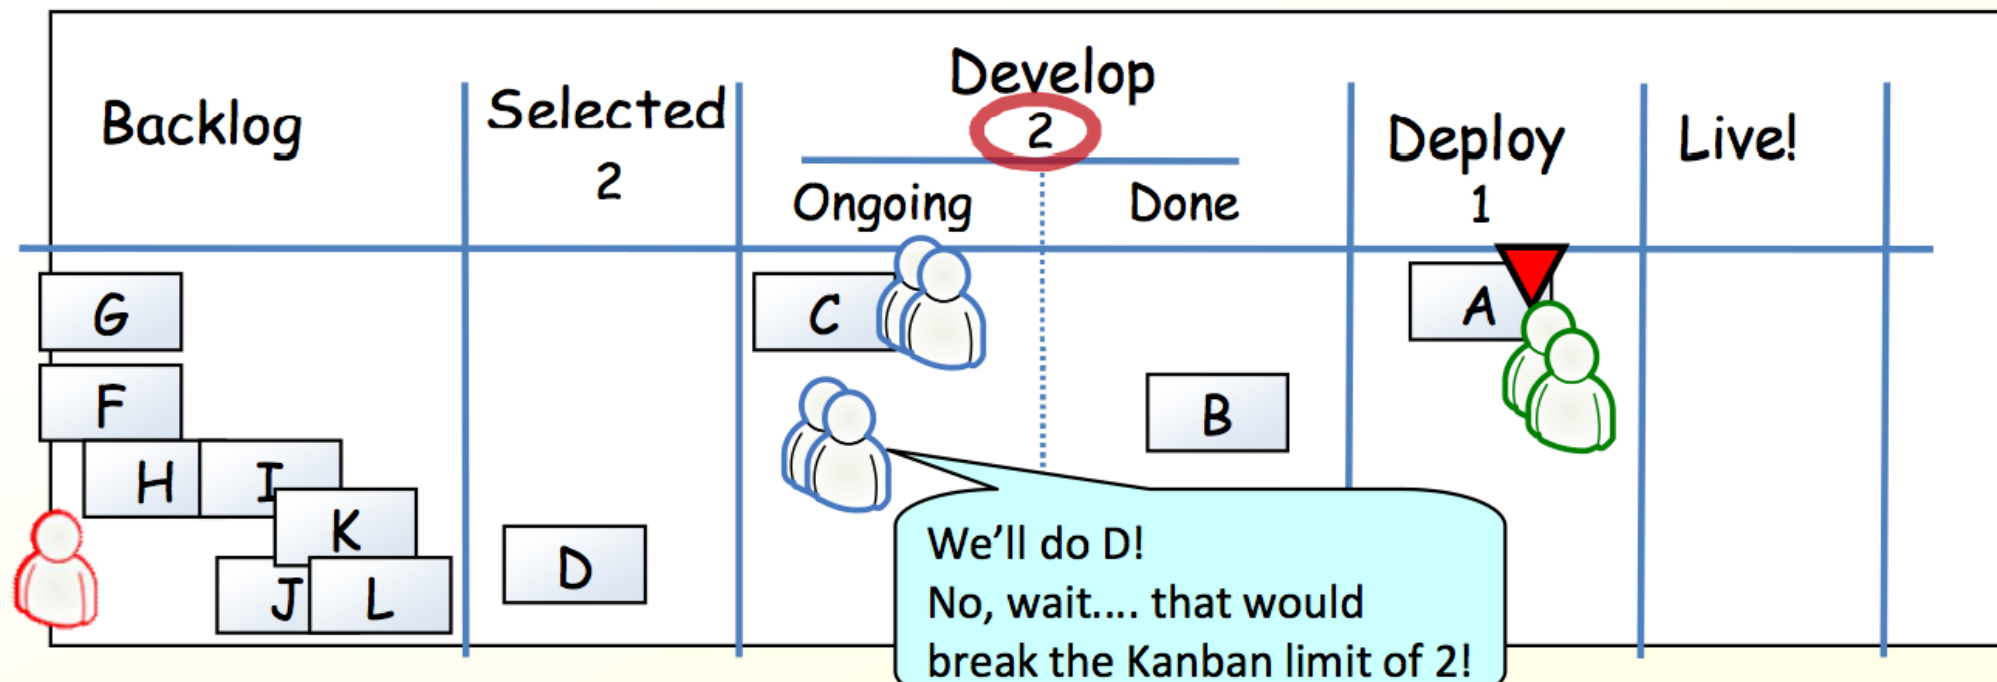 Backlog
Selected
2
Develop
2
Ongoing
Done
Deploy
1
Live!
G
F
H
I
K
J
L
D
C
B
A
We'll do D!
No, wait.... that would
break the Kanban limit of 2!